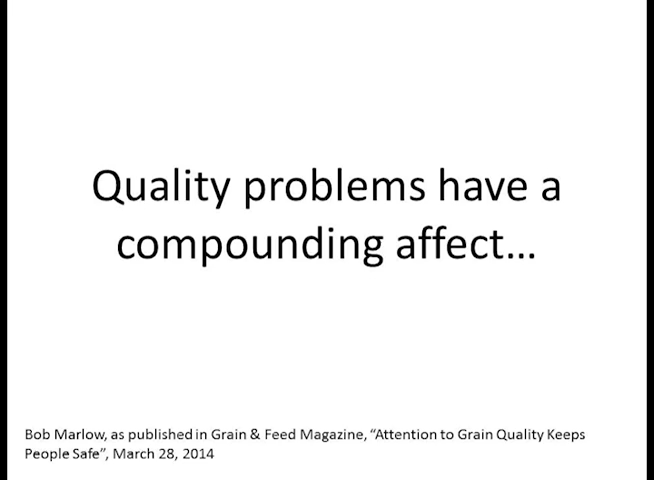 Quality problems have a
compounding affect...
Bob Marlow, as published in Grain & Feed Magazine, “Attention to Grain Quality Keeps
People Safe”, March 28, 2014